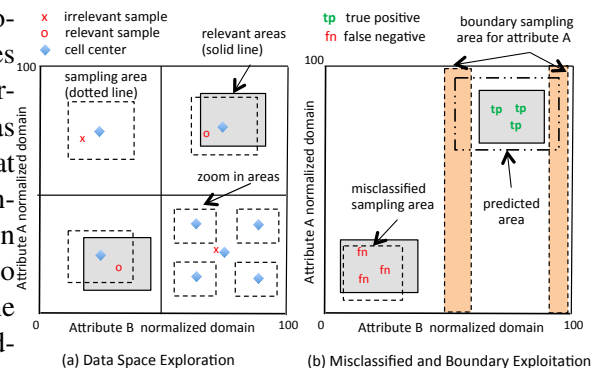 x irrelevant sample
o relevant sample
cell center
relevant areas
(solid line)
sampling area
(dotted line)
x
o
zoom in areas
x
o
100
0
100
Attribute A normalized domain
Attribute B normalized domain
(a) Data Space Exploration
tp true positive
fn false negative
boundary sampling
area for attribute A
100
tp
tp
tp
misclassified
sampling area
predicted
area
fn
fn
fn
0
100
Attribute A normalized domain
Attribute B normalized domain
(b) Misclassified and Boundary Exploitation